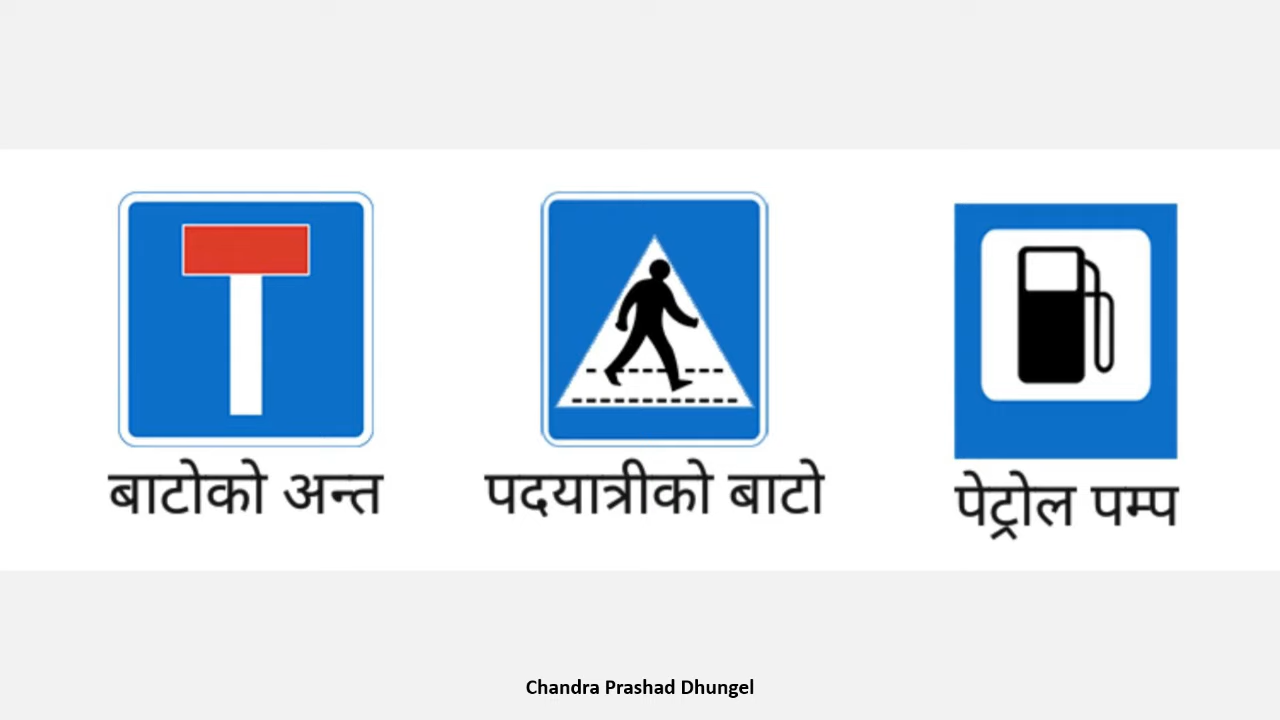 बाटोको अन्त
पदयात्रीको बाटो
पेट्रोल पम्प
Chandra Prashad Dhungel